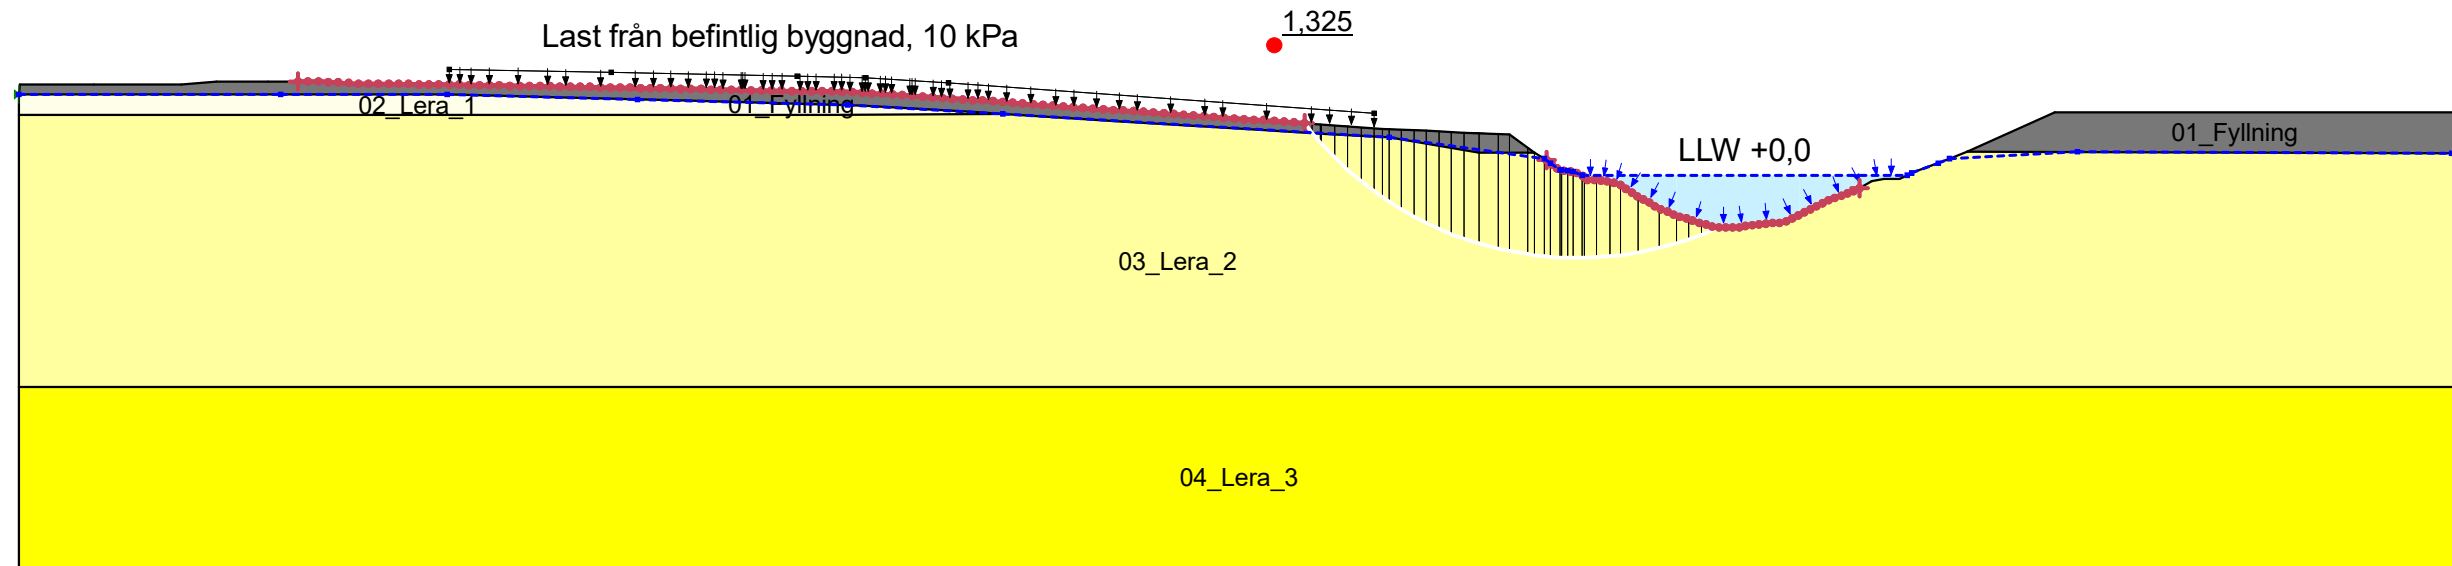 1,325
Last från befintlig byggnad, 10 kPa
02_Lera_1
01_Fyllning
01_Fyllning
LLW +0,0
03_Lera_2
04_Lera_3